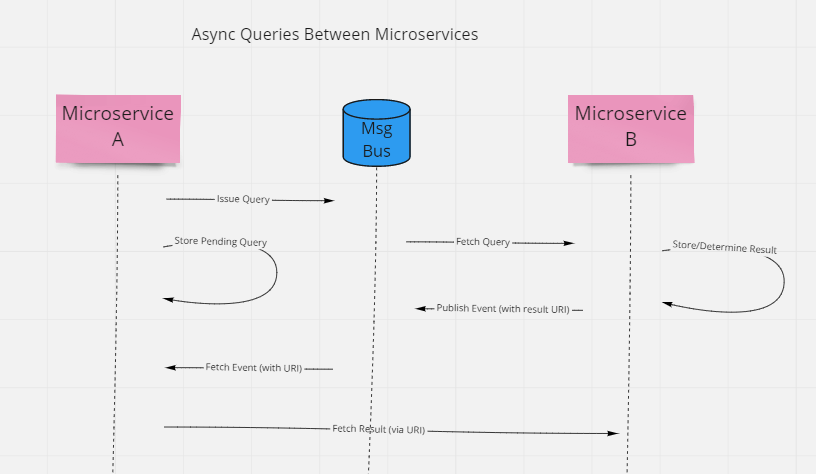 Async Queries Between Microservices
Microservice
A
Msg
Bus
Microservice
B
Issue Query
Store Pending Query
Fetch Query
Store/Determine Result
Publish Event (with result URI)
Fetch Event (with URI)
Fetch Result (via URI)